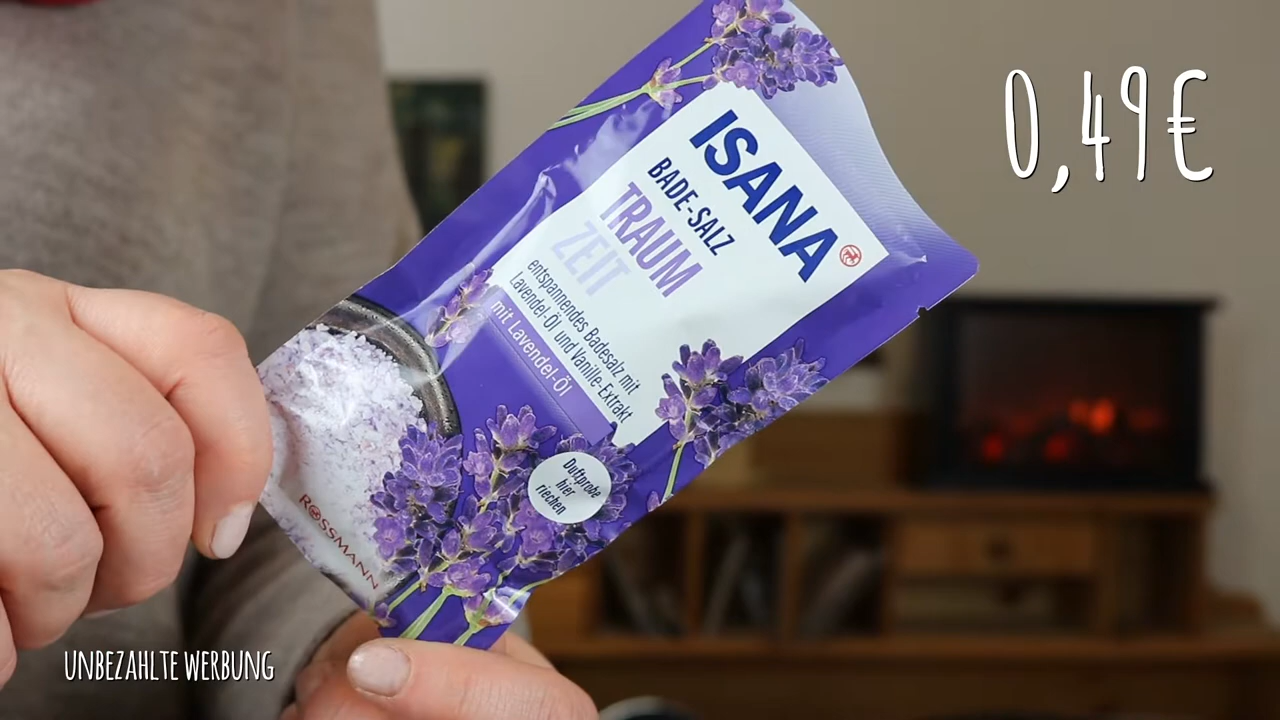 0,49€
ISANA
BADE-SALZ
TRAUM
ZEIT
entspannendes Badesalz mit
Lavendel-Öl und Vanille-Extrakt
mit Lavendel-Öl
Duftprobe
hier
riechen
ROSSMANN
UNBEZAHLTE WERBUNG